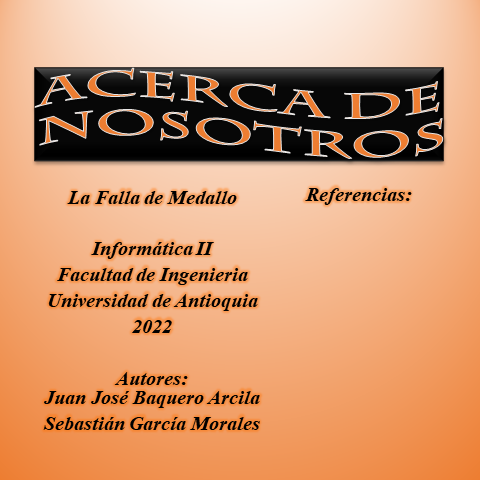 ACERCA DE
NOSOTROS
La Falla de Medallo
Referencias:
Informática II
Facultad de Ingenieria
Universidad de Antioquia
2022
Autores:
Juan José Baquero Arcila
Sebastián García Morales